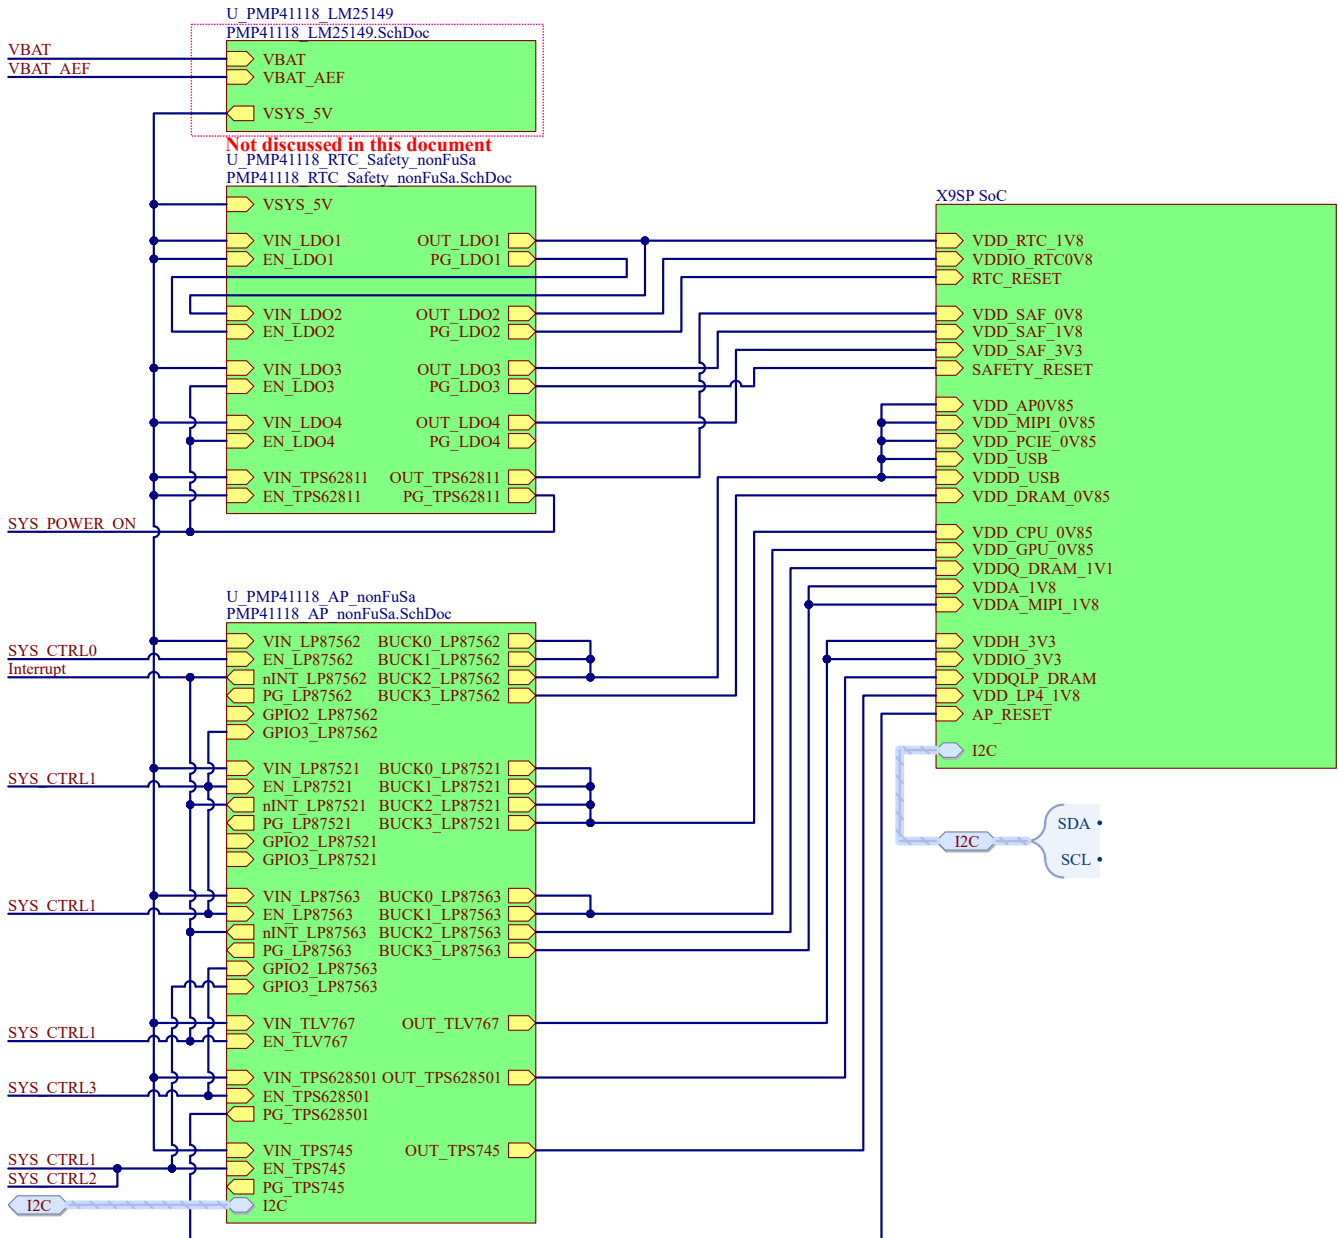 U_PMP41118_LM25149
PMP41118_LM25149.SchDoc
VBAT
VBAT_AEF
VBAT
VBAT_AEF
VSYS_5V
Not discussed in this document
U_PMP41118_RTC_Safety_nonFuSa
PMP41118_RTC_Safety_nonFuSa.SchDoc
VSYS_5V
VIN_LDO1 OUT_LDO1
EN_LDO1 PG_LDO1
VIN_LDO2 OUT_LDO2
EN_LDO2 PG_LDO2
VIN_LDO3 OUT_LDO3
EN_LDO3 PG_LDO3
VIN_LDO4 OUT_LDO4
EN_LDO4 PG_LDO4
VIN_TPS62811 OUT_TPS62811
EN_TPS62811 PG_TPS62811
SYS_POWER_ON
U_PMP41118_AP_nonFuSa
PMP41118_AP_nonFuSa.SchDoc
VIN_LP87562 BUCK0_LP87562
SYS_CTRL0
EN_LP87562 BUCK1_LP87562
Interrupt
nINT_LP87562 BUCK2_LP87562
PG_LP87562 BUCK3_LP87562
GPIO2_LP87562
GPIO3_LP87562
VIN_LP87521 BUCK0_LP87521
SYS_CTRL1
EN_LP87521 BUCK1_LP87521
nINT_LP87521 BUCK2_LP87521
PG_LP87521 BUCK3_LP87521
GPIO2_LP87521
GPIO3_LP87521
VIN_LP87563 BUCK0_LP87563
SYS_CTRL1
EN_LP87563 BUCK1_LP87563
nINT_LP87563 BUCK2_LP87563
PG_LP87563 BUCK3_LP87563
GPIO2_LP87563
GPIO3_LP87563
VIN_TLV767 OUT_TLV767
SYS_CTRL1
EN_TLV767
VIN_TPS628501 OUT_TPS628501
SYS_CTRL3
EN_TPS628501
PG_TPS628501
VIN_TPS745 OUT_TPS745
SYS_CTRL1
EN_TPS745
SYS_CTRL2
PG_TPS745
I2C
I2C
X9SP SoC
VDD_RTC_1V8
VDDIO_RTC0V8
RTC_RESET
VDD_SAF_0V8
VDD_SAF_1V8
VDD_SAF_3V3
SAFETY_RESET
VDD_AP0V85
VDD_MIPI_0V85
VDD_PCIE_0V85
VDD_USB
VDDD_USB
VDD_DRAM_0V85
VDD_CPU_0V85
VDD_GPU_0V85
VDDQ_DRAM_1V1
VDDA_1V8
VDDA_MIPI_1V8
VDDH_3V3
VDDIO_3V3
VDDQLP_DRAM
VDD_LP4_1V8
AP_RESET
I2C
SDA
I2C
SCL